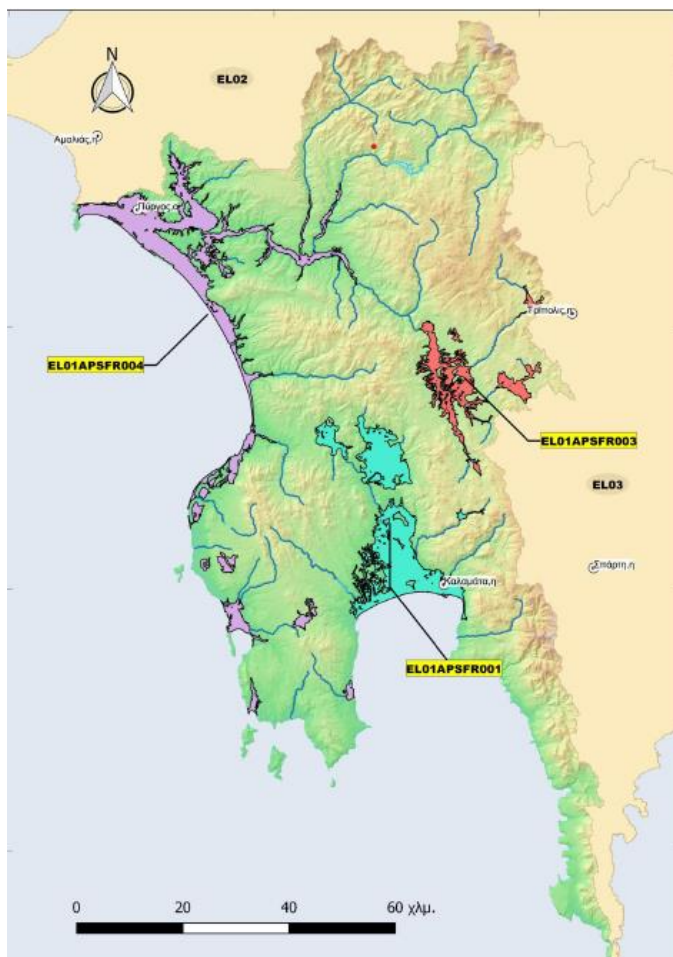 N
EL02
Αμαλιάς,η
Πύργος,ο
Τρίπολις,η
EL01APSFR004
EL01APSFR003
EL03
Σπάρτη,η
Καλαμάτα,η
EL01APSFR001
0 20 40 60 χλμ.